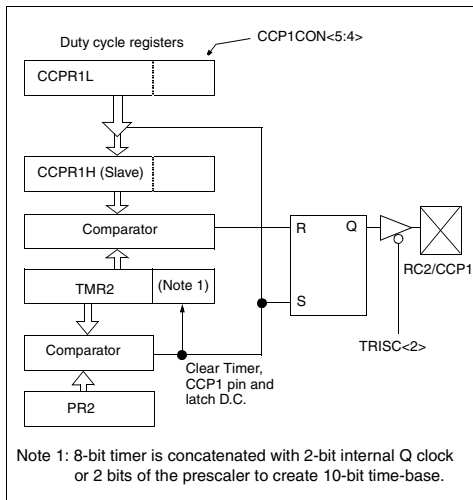 Duty cycle registers
CCP1CON<5:4>
CCPR1L
CCPR1H (Slave)
Comparator
R
Q
RC2/CCP1
TMR2
(Note 1)
S
TRISC<2>
Comparator
Clear Timer,
CCP1 pin and
latch D.C.
PR2
Note 1: 8-bit timer is concatenated with 2-bit internal Q clock
or 2 bits of the prescaler to create 10-bit time-base.